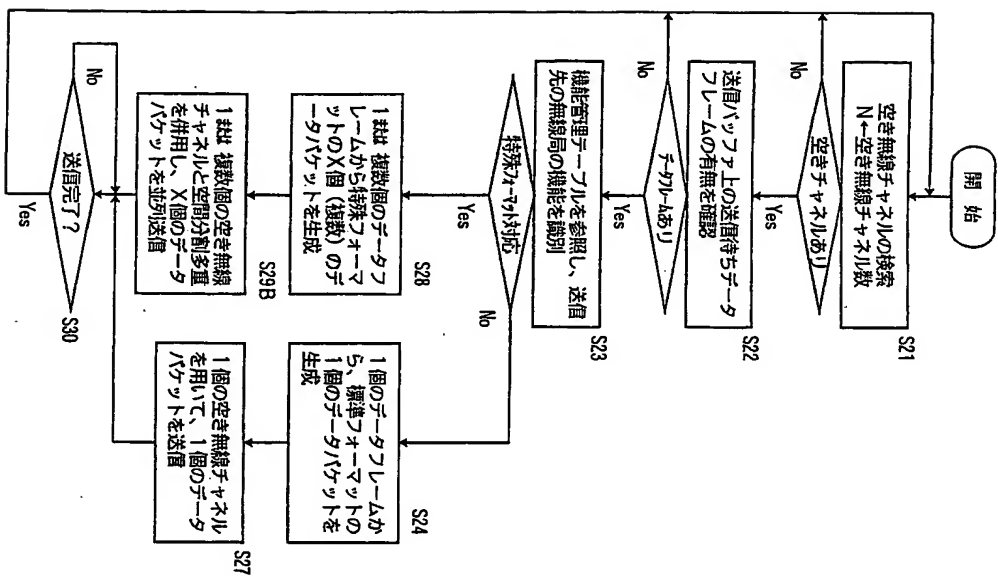 開 始
空き無線チャネルの検索
N←空き無線チャネル数
S21
空きチャネルあり
No
Yes
送信バッファ上の送信待ちデータ
フレームの有無を確認
S22
データフレームあり
No
Yes
機能管理テーブルを参照し、送信
先の無線局の機能を識別
S23
特殊フォーマット対応
Yes
No
1または 複数個のデータフ
レームから特殊フォーマ
ットのX個（複数）のデ
ータパケットを生成
S28
1個のデータフレームか
ら、標準フォーマットの
1個のデータパケットを
生成
S24
1または 複数個の空き無線
チャネルと空間分割多重
を併用し、X個のデータ
パケットを並列送信
S29B
1個の空き無線チャネル
を用いて、1個のデータ
パケットを送信
S27
送信完了？
No
S30
Yes